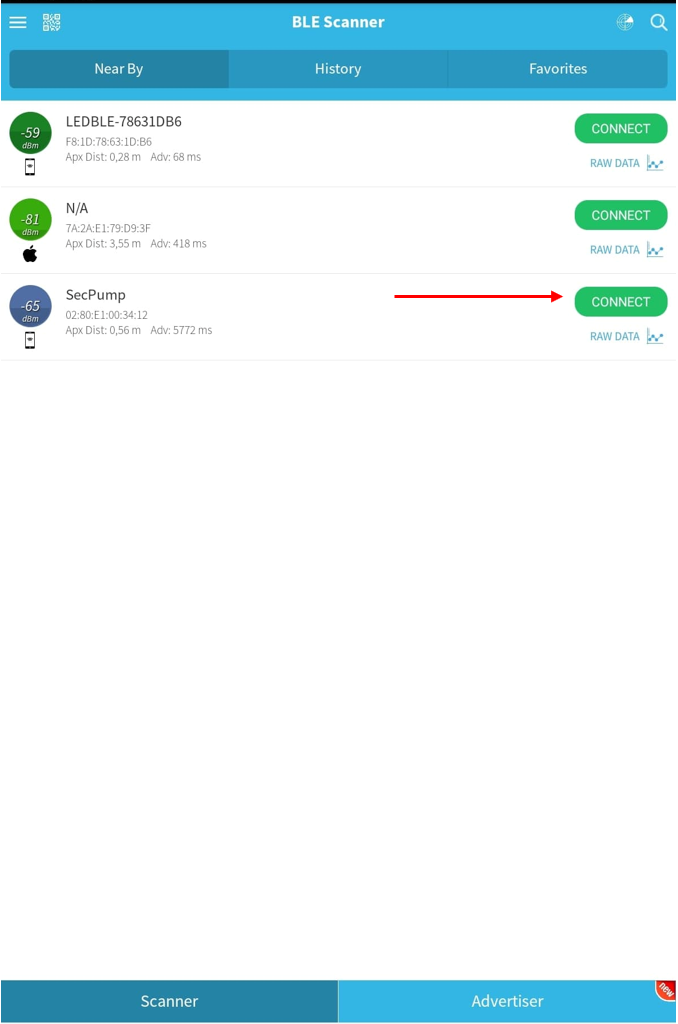 BLE Scanner
Near By
History
Favorites
-59
dBm
LEDBLE-78631DB6
F8:1D:78:63:1D:B6
Apx Dist: 0,28 m Adv: 68 ms
CONNECT
RAW DATA
-81
dBm
N/A
7A:2A:E1:79:D9:3F
Apx Dist: 3,55 m Adv: 418 ms
CONNECT
RAW DATA
-65
dBm
SecPump
02:80:E1:00:34:12
Apx Dist: 0,56 m Adv: 5772 ms
CONNECT
RAW DATA
Scanner
Advertiser
new